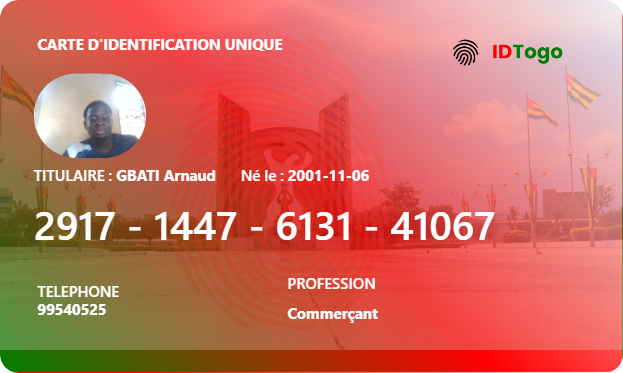 CARTE D'IDENTIFICATION UNIQUE
IDTogo
TITULAIRE : GBATI Arnaud Né le : 2001-11-06
2917 - 1447 - 6131 - 41067
TELEPHONE
99540525
PROFESSION
Commerçant